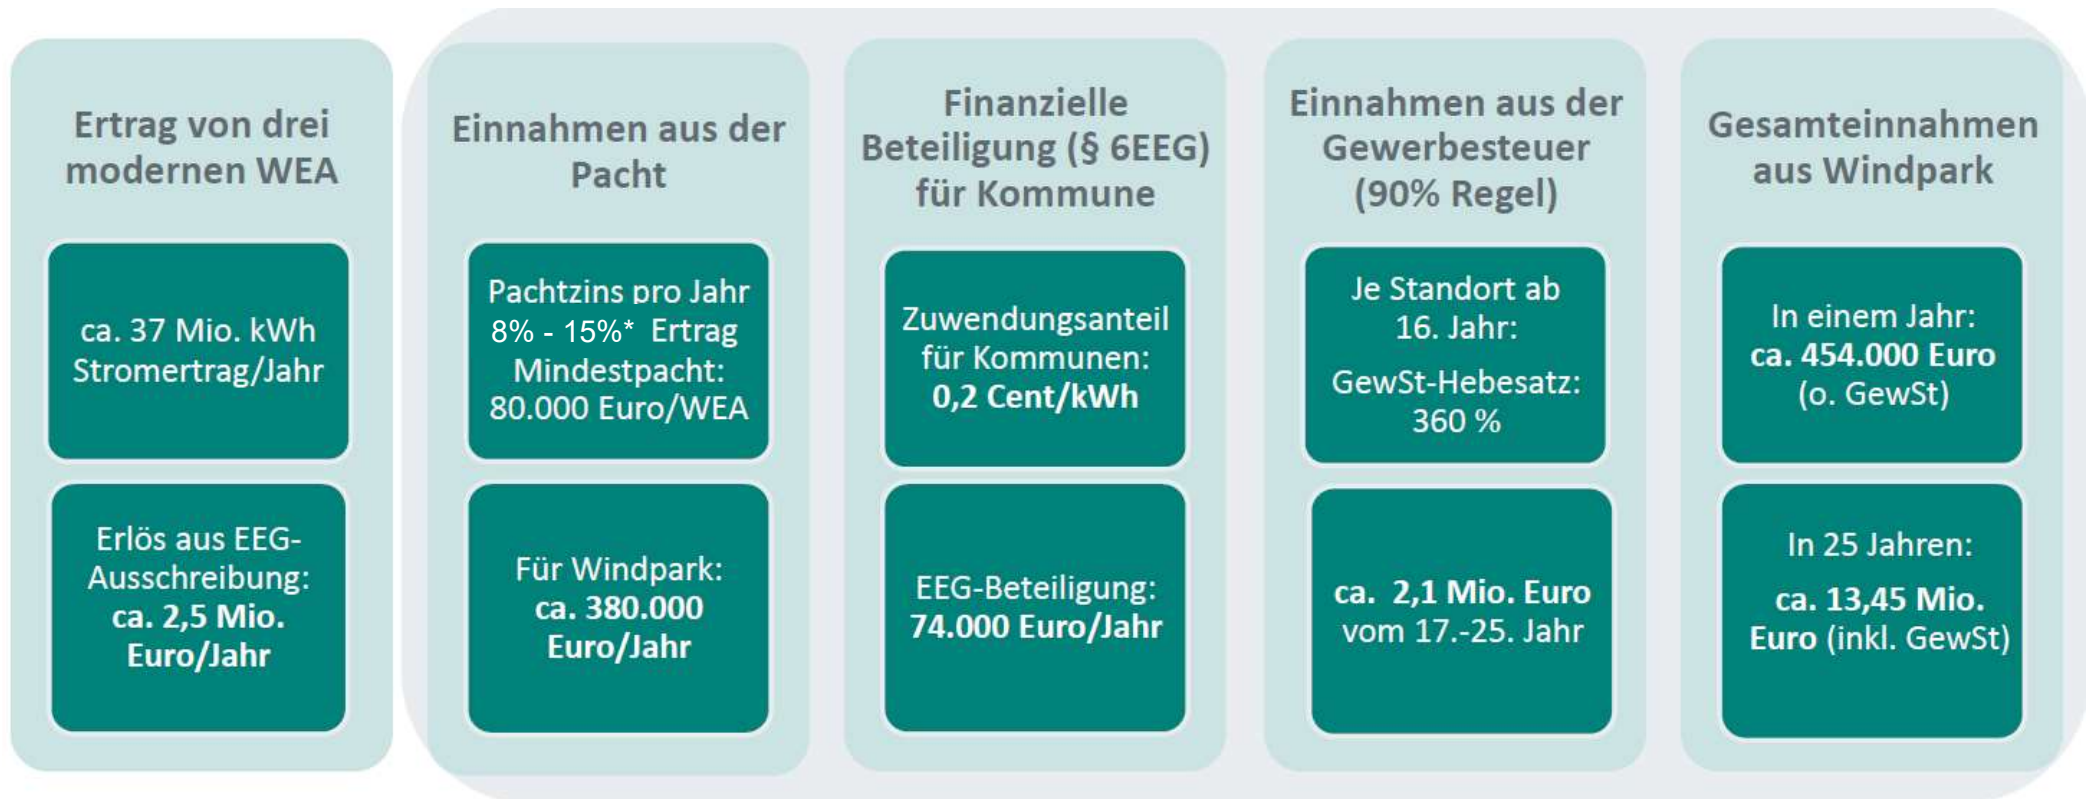 Ertrag von drei
modernen WEA
ca. 37 Mio. kWh
Stromertrag/Jahr
Erlös aus EEG-
Ausschreibung:
ca. 2,5 Mio.
Euro/Jahr
Einnahmen aus der
Pacht
Pachtzins pro Jahr
8% - 15%* Ertrag
Mindestpacht:
80.000 Euro/WEA
Für Windpark:
ca. 380.000
Euro/Jahr
Finanzielle
Beteiligung (§ 6EEG)
für Kommune
Zuwendungsanteil
für Kommunen:
0,2 Cent/kWh
EEG-Beteiligung:
74.000 Euro/Jahr
Einnahmen aus der
Gewerbesteuer
(90% Regel)
Je Standort ab
16. Jahr:
GewSt-Hebesatz:
360 %
ca. 2,1 Mio. Euro
vom 17.-25. Jahr
Gesamteinnahmen
aus Windpark
In einem Jahr:
ca. 454.000 Euro
(o. GewSt)
In 25 Jahren:
ca. 13,45 Mio.
Euro (inkl. GewSt)